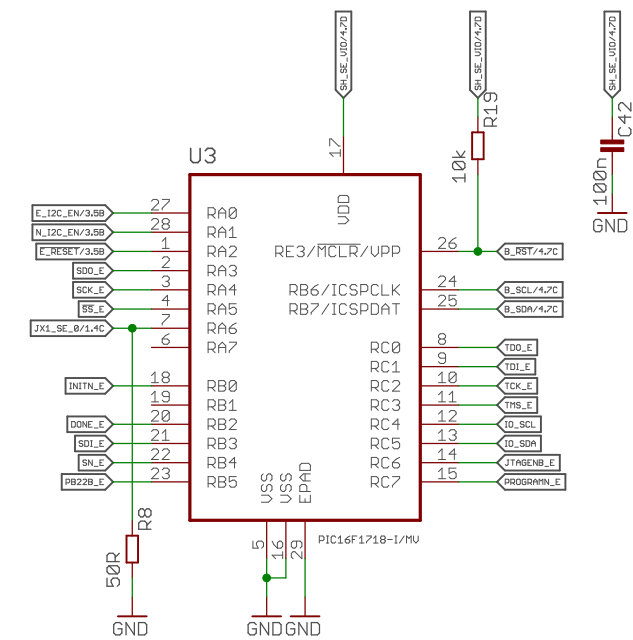 SH_SE_VIO/4.7D
SH_SE_VIO/4.7D
SH_SE_VIO/4.7D
R19
10k
C42
100n
GND
17
U3
VDD
E_I2C_EN/3.5B 27 RA0
N_I2C_EN/3.5B 28 RA1
E_RESET/3.5B 1 RA2
RE3/MCLR/VPP 26 B_RST/4.7C
SDO_E 2 RA3
SCK_E 3 RA4
RB6/ICSPCLK 24 B_SCL/4.7C
SS_E 4 RA5
RB7/ICSPDAT 25 B_SDA/4.7C
JX1_SE_0/1.4C 7 RA6
6 RA7
RC0 8 TDO_E
RC1 9 TDI_E
INITN_E 18 RB0
RC2 10 TCK_E
19 RB1
RC3 11 TMS_E
DONE_E 20 RB2
RC4 12 IO_SCL
SDI_E 21 RB3
RC5 13 IO_SDA
SN_E 22 RB4
RC6 14 JTAGENB_E
PB22B_E 23 RB5
RC7 15 PROGRAMN_E
VSS
VSS
EPAD
R8
50R
5
16
29
PIC16F1718-I/MV
GND
GND
GND